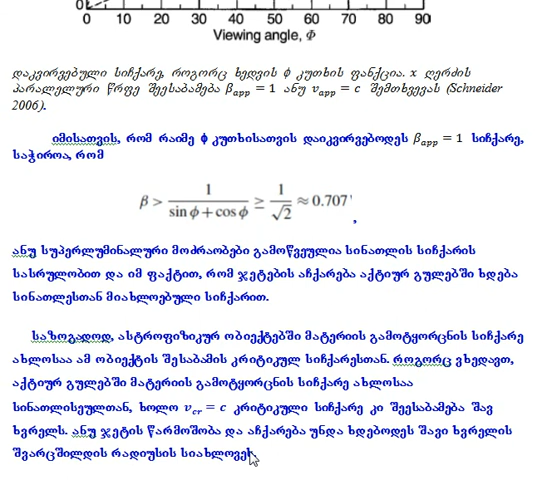 0 10 20 30 40 50 60 70 80 90
Viewing angle, Φ
დაკვირვებული სიჩქარე, როგორც ხედვის ϕ კუთხის ფანქცია. x ღერძის
პარალელური წრფე შეესაბამება β_app = 1 ანუ v_app = c შემთხვევას (Schneider
2006).
იმისათვის, რომ რაიმე ϕ კუთხისათვის დაიკვირვებოდეს β_app = 1 სიჩქარე,
საჭიროა, რომ
β > 1/(sin ϕ + cos ϕ) ≥ 1/√2 ≈ 0.707 ,
ანუ სუპერლუმინალური მოძრაობები გამოწვეულია სინათლის სიჩქარის
სასრულობით და იმ ფაქტით, რომ ჯეტების აჩქარება აქტიურ გულებში ხდება
სინათლესთან მიახლოებული სიჩქარით.
საზოგადოდ, ასტროფიზიკურ ობიექტებში მატერიის გამოტყორცნის სიჩქარე
ახლოსაა ამ ობიექტის შესაბამის კრიტიკულ სიჩქარესთან. როგორც ვხედავთ,
აქტიურ გულებში მატერიის გამოტყორცნის სიჩქარე ახლოსაა
სინათლისეულთან, ხოლო v_cr = c კრიტიკული სიჩქარე კი შეესაბამება შავ
ხვრელს. ანუ ჯეტის წარმოშობა და აჩქარება უნდა ხდებოდეს შავი ხვრელის
შვარცშილდის რადიუსის სიახლოვეს.